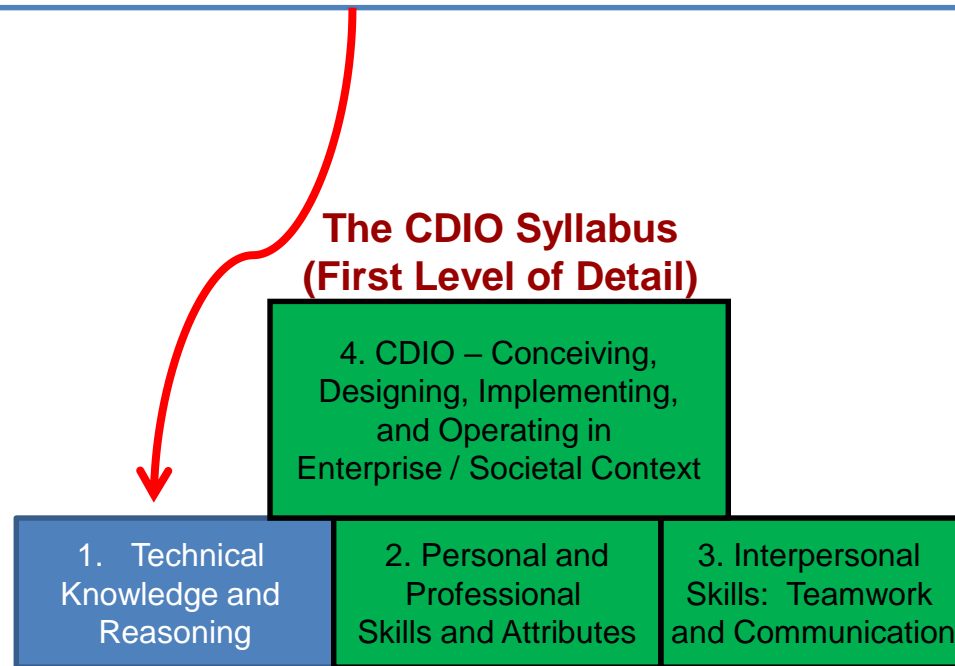 The CDIO Syllabus
(First Level of Detail)
4. CDIO – Conceiving,
Designing, Implementing,
and Operating in
Enterprise / Societal Context
1. Technical
Knowledge and
Reasoning
2. Personal and
Professional
Skills and Attributes
3. Interpersonal
Skills: Teamwork
and Communication